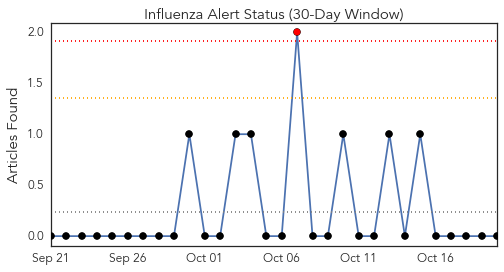 Influenza Alert Status (30-Day Window)
Articles Found
2.0
1.5
1.0
0.5
0.0
Sep 21 Sep 26 Oct 01 Oct 06 Oct 11 Oct 16